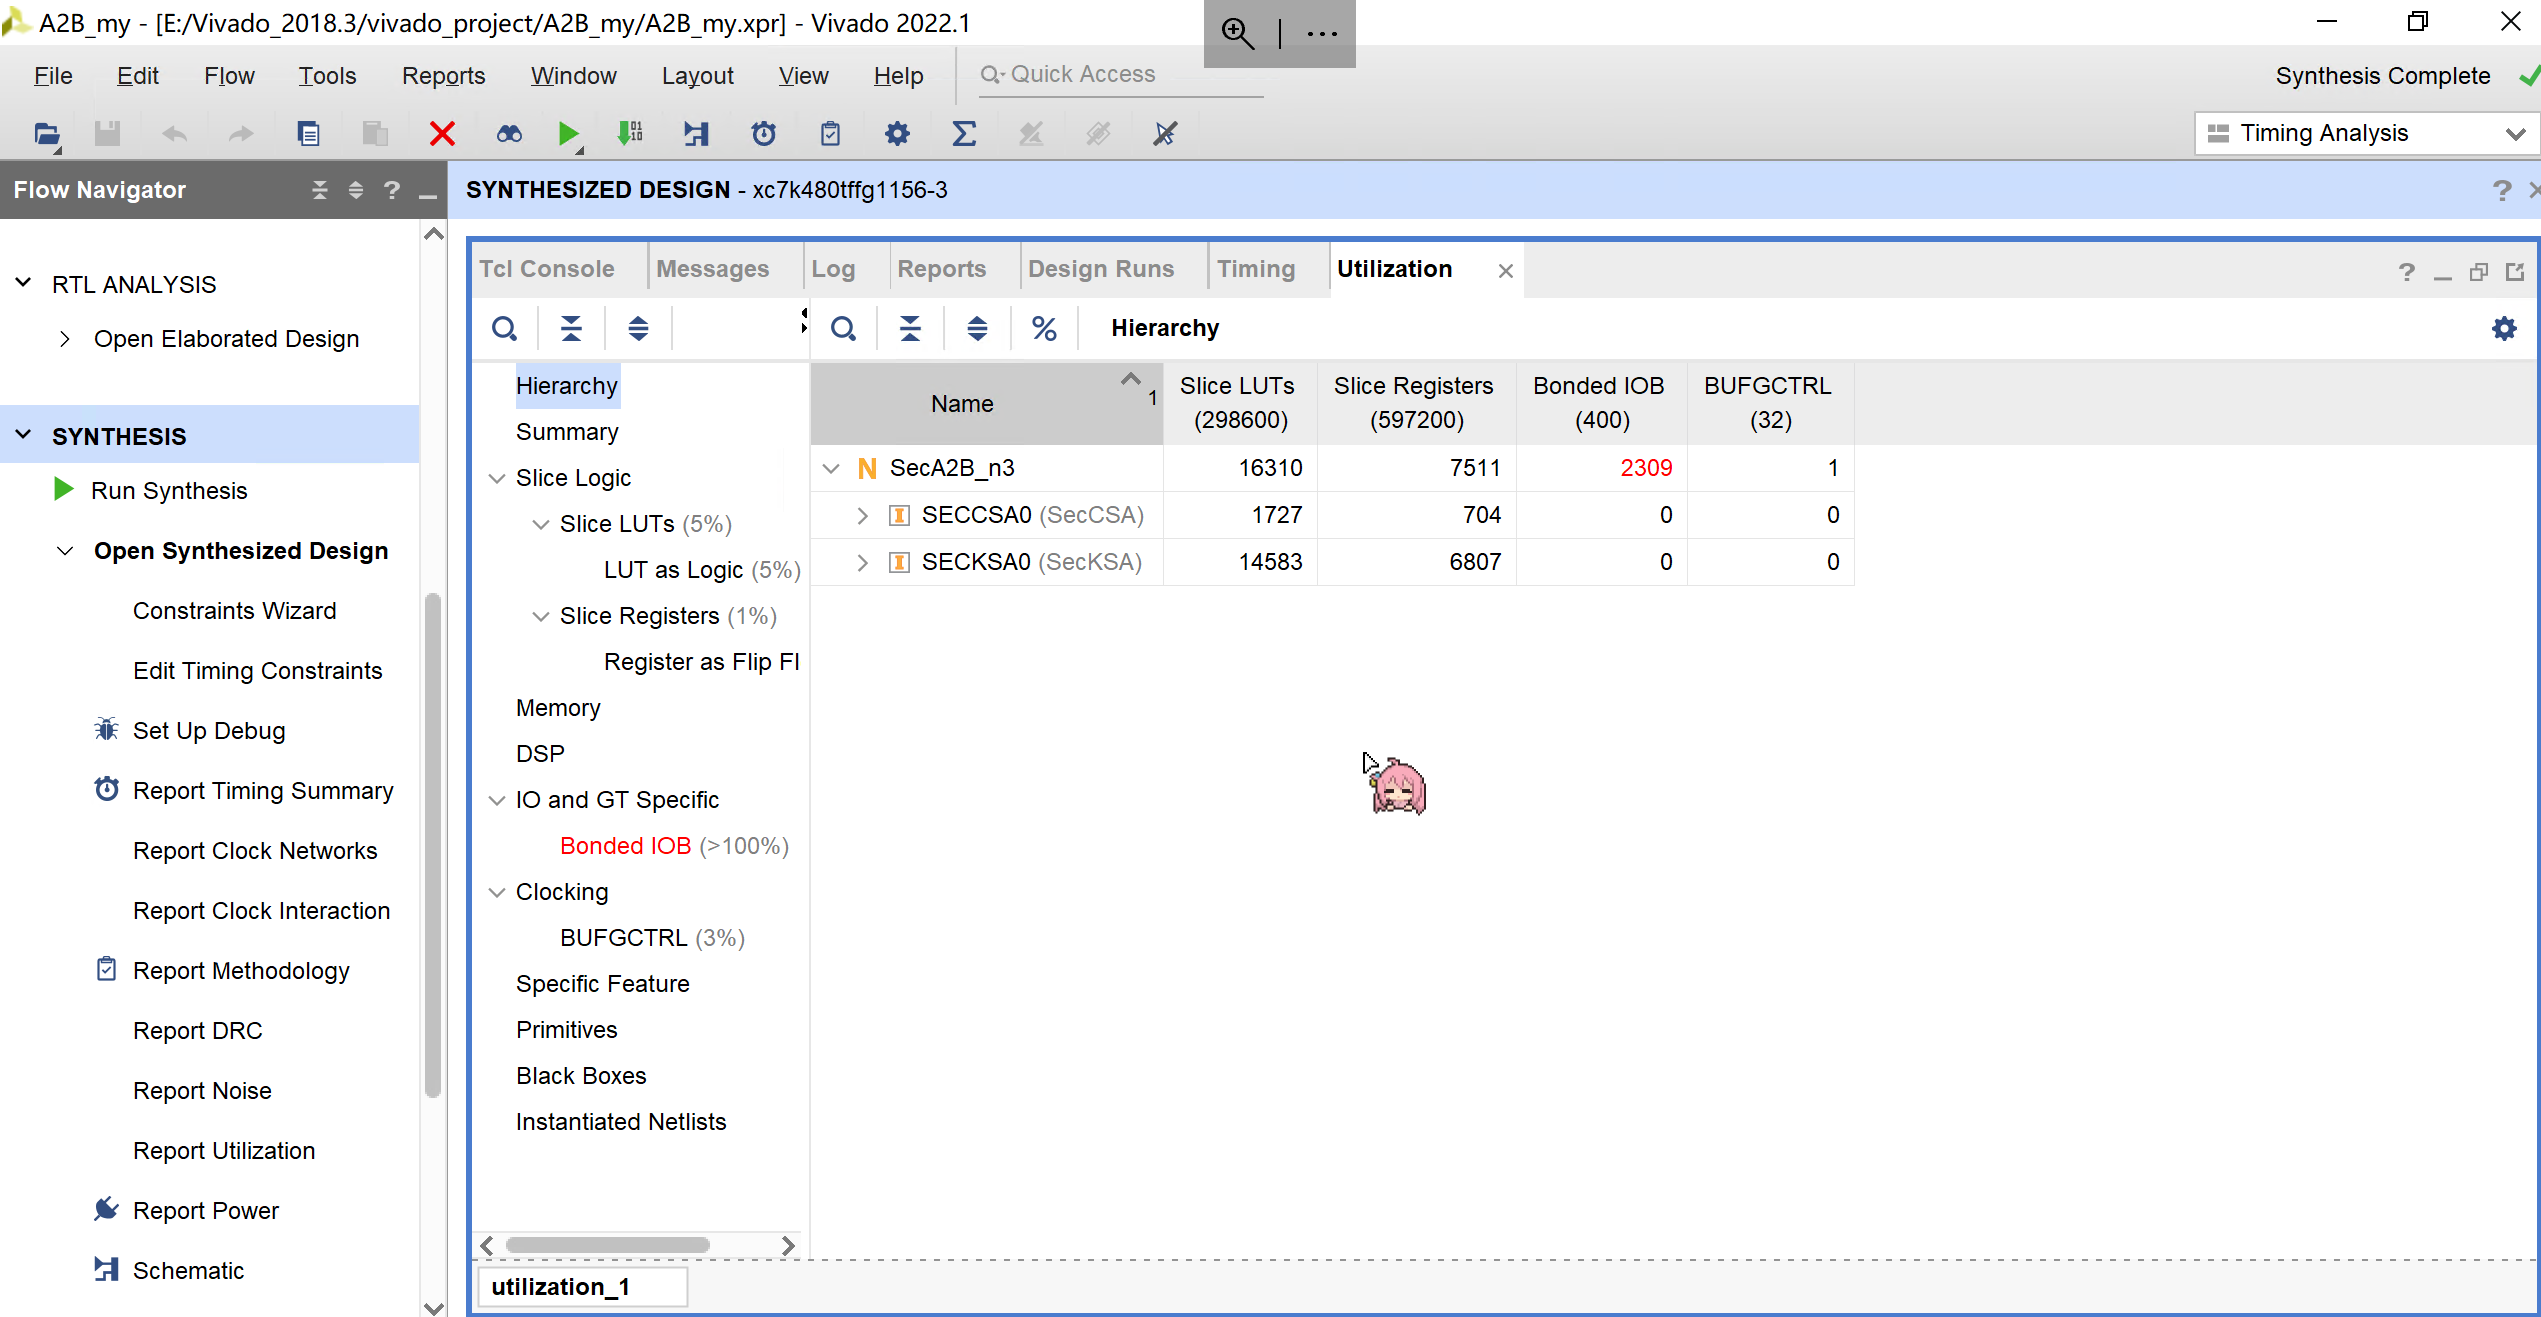 A2B_my - [E:/Vivado_2018.3/vivado_project/A2B_my/A2B_my.xpr] - Vivado 2022.1
File Edit Flow Tools Reports Window Layout View Help Quick Access Synthesis Complete
Timing Analysis
Flow Navigator
SYNTHESIZED DESIGN - xc7k480tffg1156-3
RTL ANALYSIS
Open Elaborated Design
SYNTHESIS
Run Synthesis
Open Synthesized Design
Constraints Wizard
Edit Timing Constraints
Set Up Debug
Report Timing Summary
Report Clock Networks
Report Clock Interaction
Report Methodology
Report DRC
Report Noise
Report Utilization
Report Power
Schematic
Tcl Console Messages Log Reports Design Runs Timing Utilization
Hierarchy
Hierarchy
Summary
Slice Logic
Slice LUTs (5%)
LUT as Logic (5%)
Slice Registers (1%)
Register as Flip Fl
Memory
DSP
IO and GT Specific
Bonded IOB (>100%)
Clocking
BUFGCTRL (3%)
Specific Feature
Primitives
Black Boxes
Instantiated Netlists
Name 1 Slice LUTs (298600) Slice Registers (597200) Bonded IOB (400) BUFGCTRL (32)
N SecA2B_n3 16310 7511 2309 1
I SECCSA0 (SecCSA) 1727 704 0 0
I SECKSA0 (SecKSA) 14583 6807 0 0
utilization_1